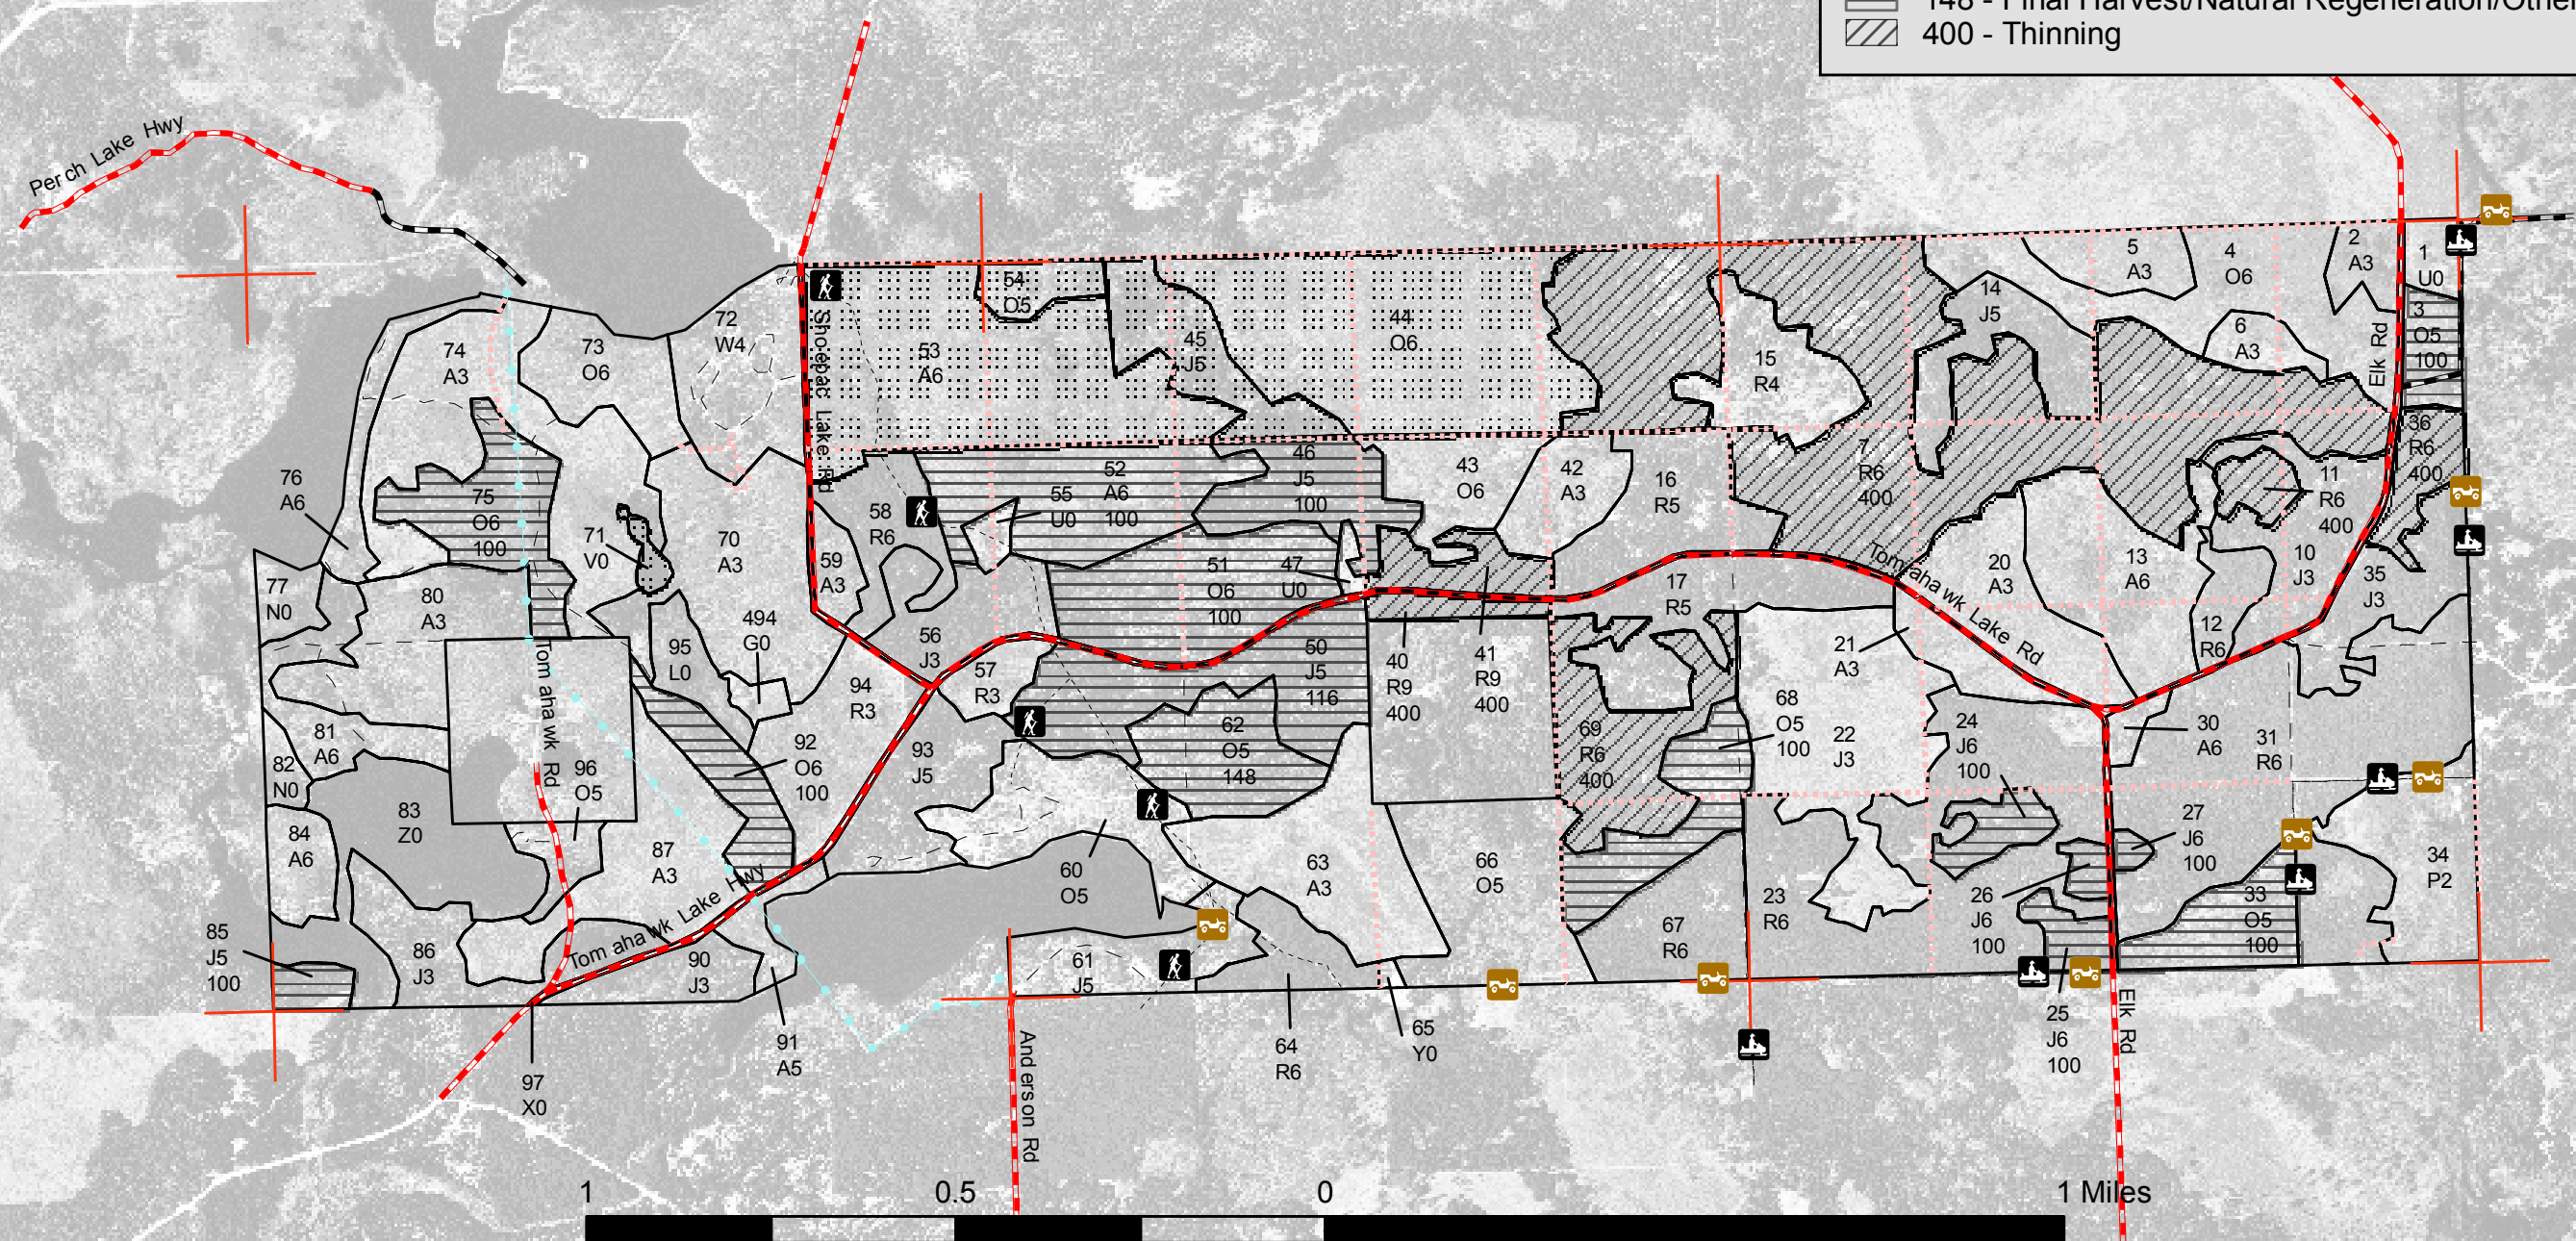 148 - Final Harvest/Natural Regeneration/Other
400 - Thinning
Perch Lake Hwy
Shoepac Lake Rd
Elk Rd
Tomahawk Lake Rd
Tomahawk Rd
Tomahawk Lake Hwy
Anderson Rd
Elk Rd
5
A3
4
O6
2
A3
1
U0
3
O5
100
6
A3
14
J5
54
O5
53
A6
45
J5
44
O6
15
R4
72
W4
73
O6
74
A3
36
R6
400
7
R6
400
11
R6
400
76
A6
75
O6
100
71
V0
70
A3
58
R6
59
A3
52
A6
100
55
U0
46
J5
100
43
O6
42
A3
16
R5
51
O6
100
47
U0
17
R5
20
A3
13
A6
10
J3
35
J3
77
N0
80
A3
494
G0
95
L0
56
J3
57
R3
50
J5
116
40
R9
400
41
R9
400
21
A3
12
R6
94
R3
93
J5
62
O5
148
69
R6
400
68
O5
100
22
J3
24
J6
100
30
A6
31
R6
81
A6
82
N0
96
O5
92
O6
100
83
Z0
84
A6
87
A3
60
O5
63
A3
66
O5
27
J6
100
34
P2
85
J5
100
86
J3
90
J3
61
J5
67
R6
23
R6
26
J6
100
33
O5
100
91
A5
64
R6
65
Y0
25
J6
100
97
X0
1
0.5
0
1 Miles